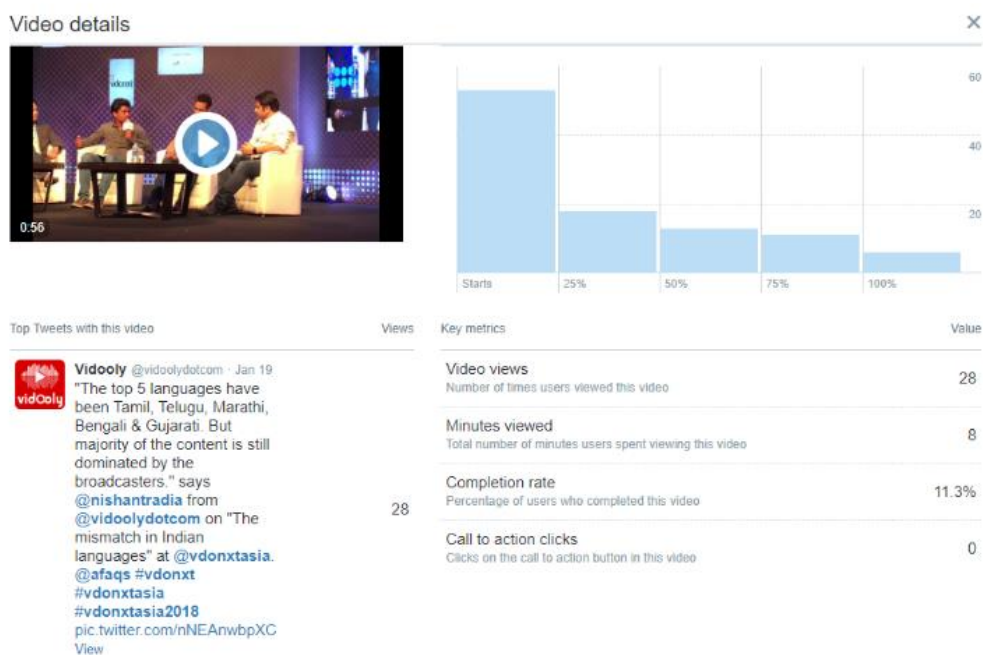 Video details
×
vdonxt
0:56
60
40
20
Starts
25%
50%
75%
100%
Top Tweets with this video
Views
Vidooly @vidoolydotcom · Jan 19
"The top 5 languages have
been Tamil, Telugu, Marathi,
Bengali & Gujarati. But
majority of the content is still
dominated by the
broadcasters." says
@nishantradia from
@vidoolydotcom on "The
mismatch in Indian
languages" at @vdonxtasia.
@afaqs #vdonxt
#vdonxtasia
#vdonxtasia2018
pic.twitter.com/nNEAnwbpXC
View
vidooly
28
Key metrics
Value
Video views
Number of times users viewed this video
28
Minutes viewed
Total number of minutes users spent viewing this video
8
Completion rate
Percentage of users who completed this video
11.3%
Call to action clicks
Clicks on the call to action button in this video
0